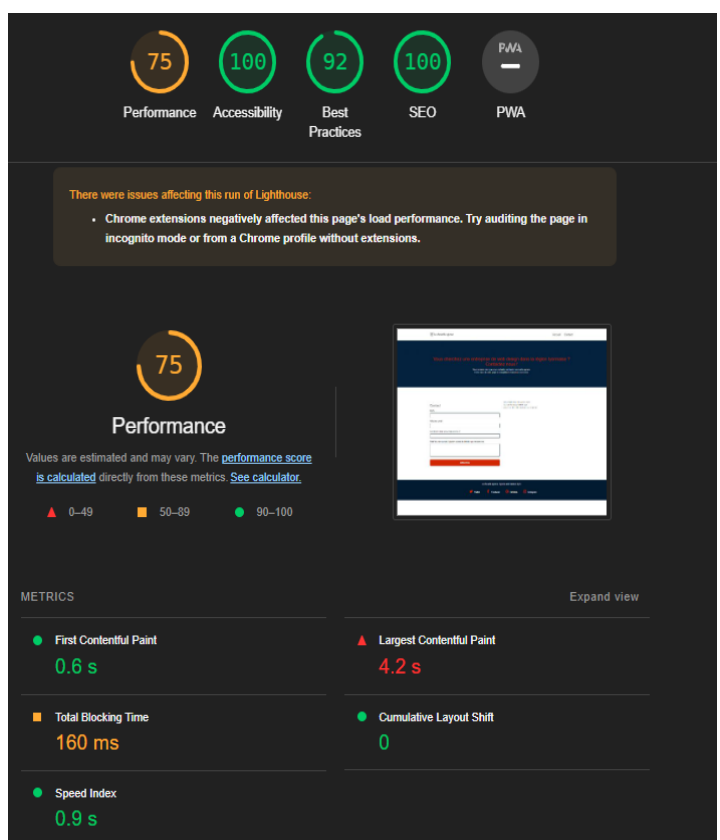 75
100
92
100
PWA
Performance
Accessibility
Best
Practices
SEO
PWA
There were issues affecting this run of Lighthouse:
• Chrome extensions negatively affected this page's load performance. Try auditing the page in
incognito mode or from a Chrome profile without extensions.
75
Performance
Values are estimated and may vary. The performance score
is calculated directly from these metrics. See calculator.
0–49
50–89
90–100
METRICS
Expand view
First Contentful Paint
0.6 s
Largest Contentful Paint
4.2 s
Total Blocking Time
160 ms
Cumulative Layout Shift
0
Speed Index
0.9 s